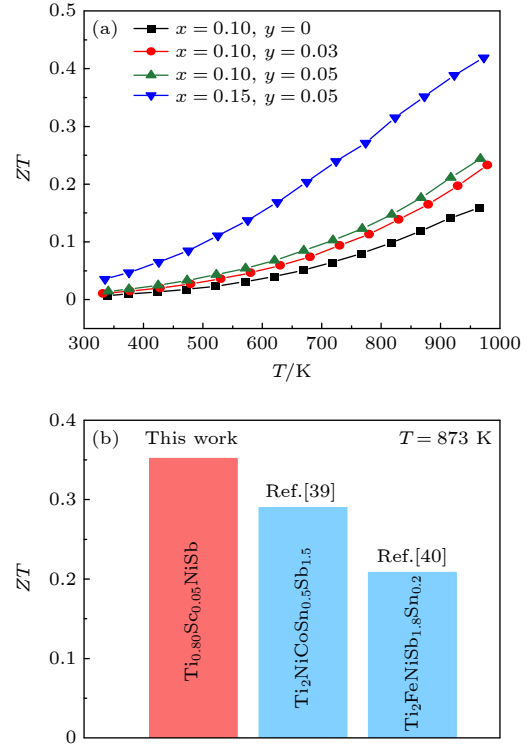 (a)
x = 0.10, y = 0
x = 0.10, y = 0.03
x = 0.10, y = 0.05
x = 0.15, y = 0.05
0.5
0.4
0.3
0.2
0.1
0
ZT
300 400 500 600 700 800 900 1000
T/K
(b) This work T = 873 K
Ref.[39]
Ref.[40]
0.4
0.3
0.2
0.1
0
ZT
Ti0.80Sc0.05NiSb
Ti2NiCoSn0.5Sb1.5
Ti2FeNiSb1.8Sn0.2